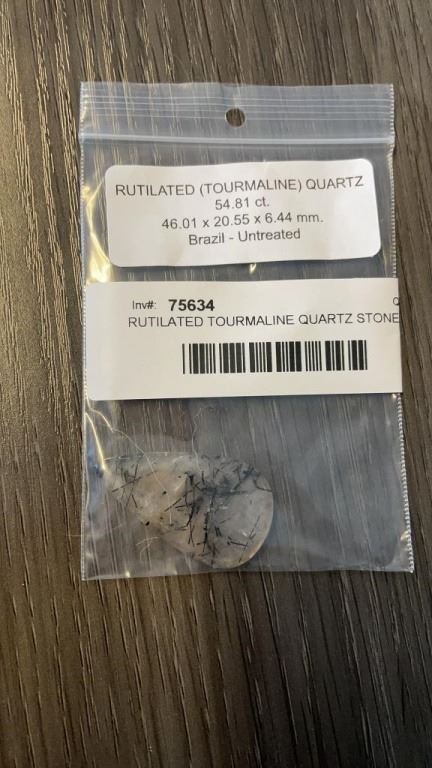 RUTILATED (TOURMALINE) QUARTZ
54.81 ct.
46.01 x 20.55 x 6.44 mm.
Brazil - Untreated
Inv#: 75634
RUTILATED TOURMALINE QUARTZ STONE